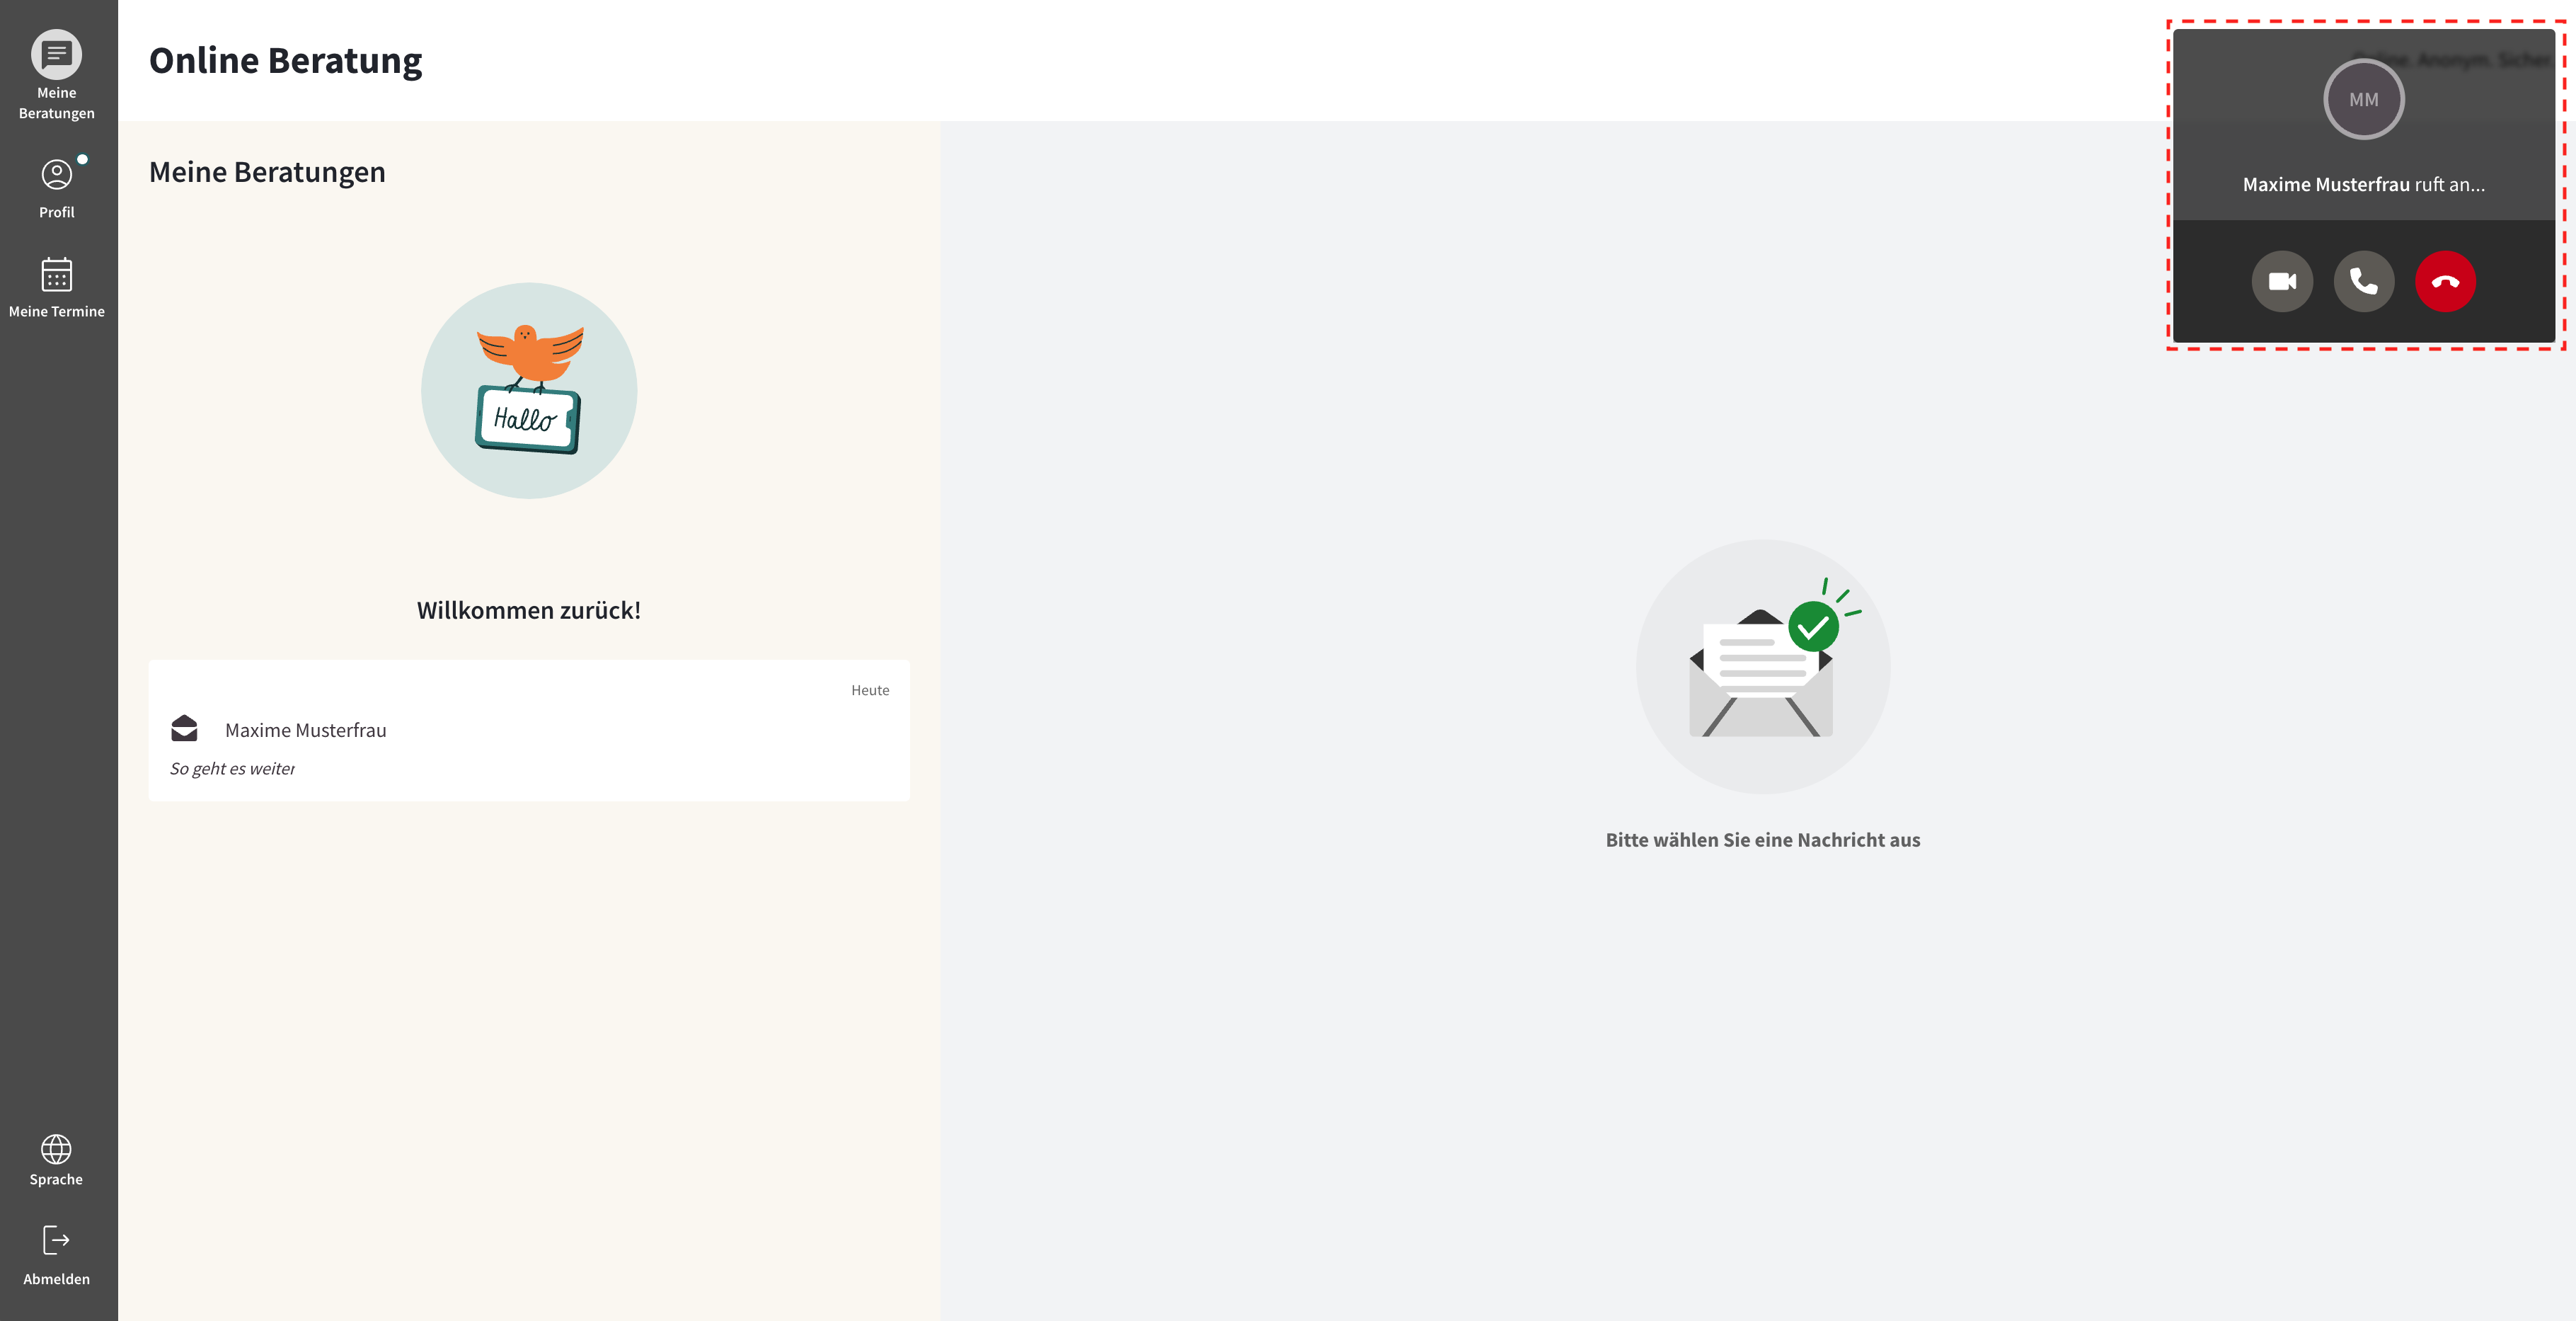 Meine
Beratungen
Profil
Meine Termine
Sprache
Abmelden
Online Beratung
Meine Beratungen
Hallo
Willkommen zurück!
Heute
Maxime Musterfrau
So geht es weiter
Bitte wählen Sie eine Nachricht aus
Online. Anonym. Sicher.
MM
Maxime Musterfrau ruft an...